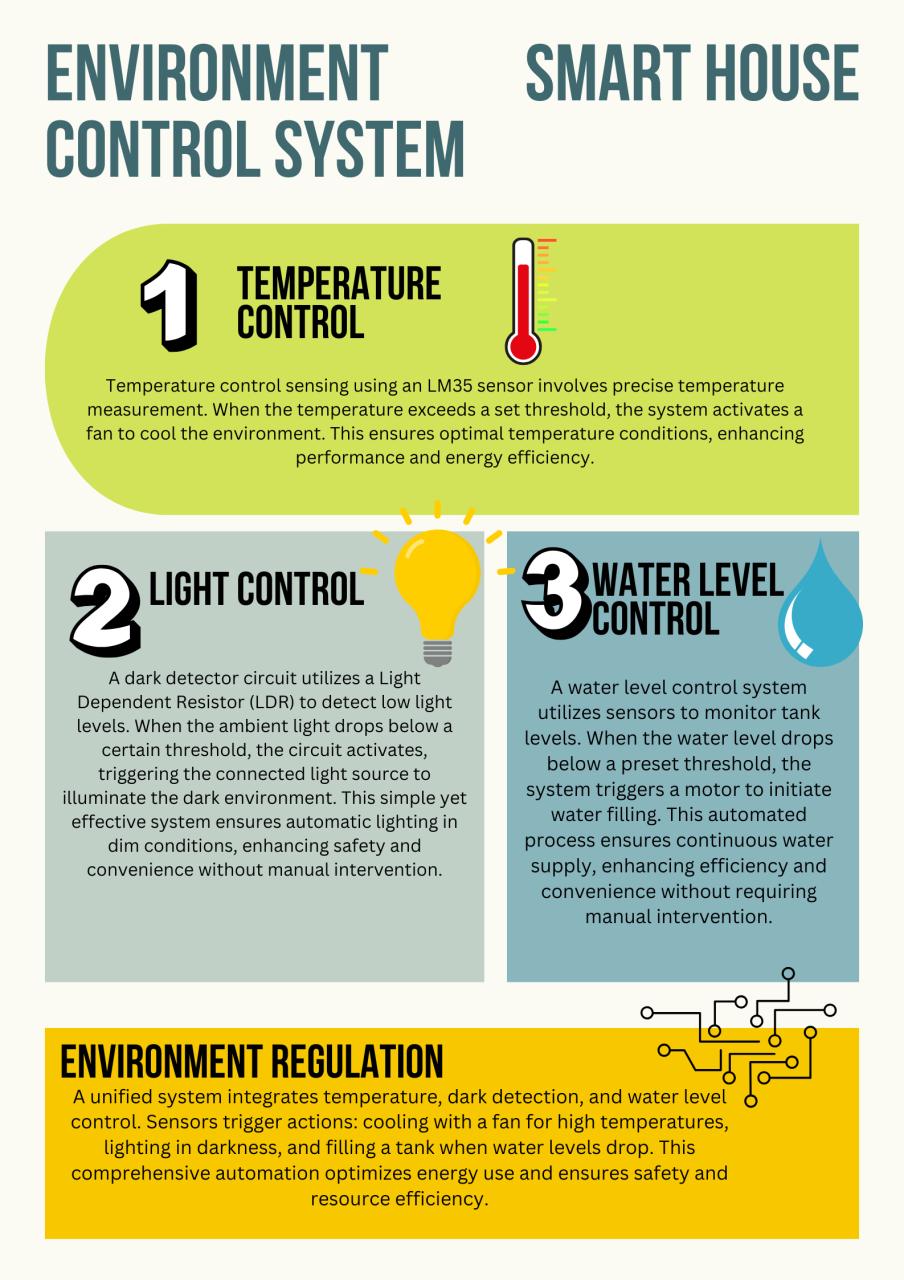 ENVIRONMENT
CONTROL SYSTEM
SMART HOUSE
1
TEMPERATURE
CONTROL
Temperature control sensing using an LM35 sensor involves precise temperature
measurement. When the temperature exceeds a set threshold, the system activates a
fan to cool the environment. This ensures optimal temperature conditions, enhancing
performance and energy efficiency.
2
LIGHT CONTROL
A dark detector circuit utilizes a Light
Dependent Resistor (LDR) to detect low light
levels. When the ambient light drops below a
certain threshold, the circuit activates,
triggering the connected light source to
illuminate the dark environment. This simple yet
effective system ensures automatic lighting in
dim conditions, enhancing safety and
convenience without manual intervention.
3
WATER LEVEL
CONTROL
A water level control system
utilizes sensors to monitor tank
levels. When the water level drops
below a preset threshold, the
system triggers a motor to initiate
water filling. This automated
process ensures continuous water
supply, enhancing efficiency and
convenience without requiring
manual intervention.
ENVIRONMENT REGULATION
A unified system integrates temperature, dark detection, and water level
control. Sensors trigger actions: cooling with a fan for high temperatures,
lighting in darkness, and filling a tank when water levels drop. This
comprehensive automation optimizes energy use and ensures safety and
resource efficiency.